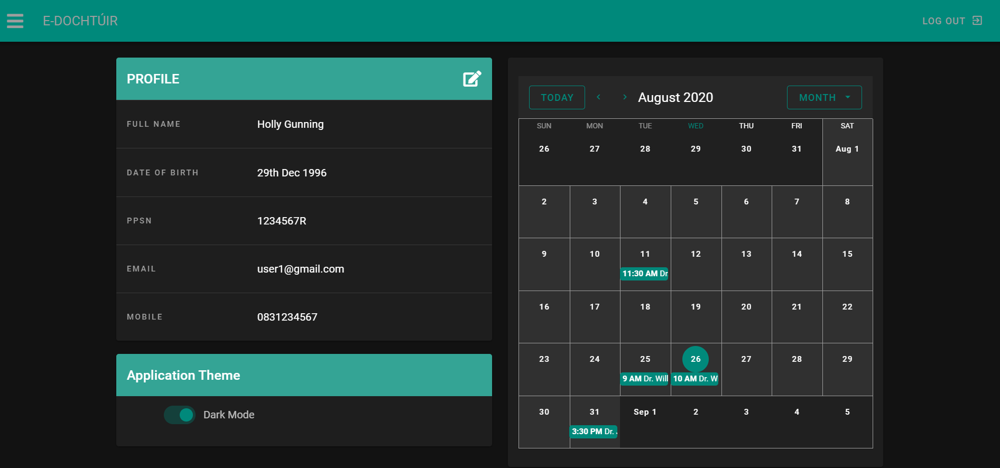 E-DOCHTÚIR
LOG OUT
PROFILE
FULL NAME Holly Gunning
DATE OF BIRTH 29th Dec 1996
PPSN 1234567R
EMAIL user1@gmail.com
MOBILE 0831234567
Application Theme
Dark Mode
TODAY August 2020 MONTH
SUN MON TUE WED THU FRI SAT
26 27 28 29 30 31 Aug 1
2 3 4 5 6 7 8
9 10 11 12 13 14 15
11:30 AM Dr.
16 17 18 19 20 21 22
23 24 25 26 27 28 29
9 AM Dr. Will 10 AM Dr. W
30 31 Sep 1 2 3 4 5
3:30 PM Dr.